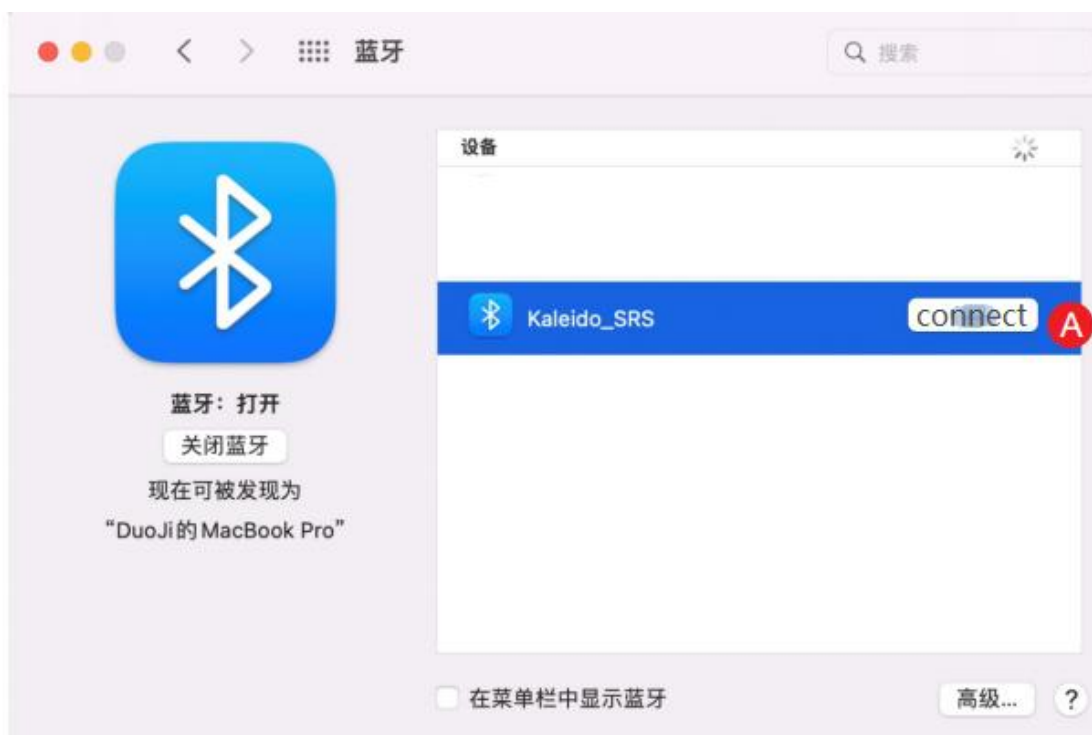 蓝牙
搜索
设备
Kaleido_SRS
connect
A
蓝牙：打开
关闭蓝牙
现在可被发现为
“DuoJi的MacBook Pro”
在菜单栏中显示蓝牙
高级...
?